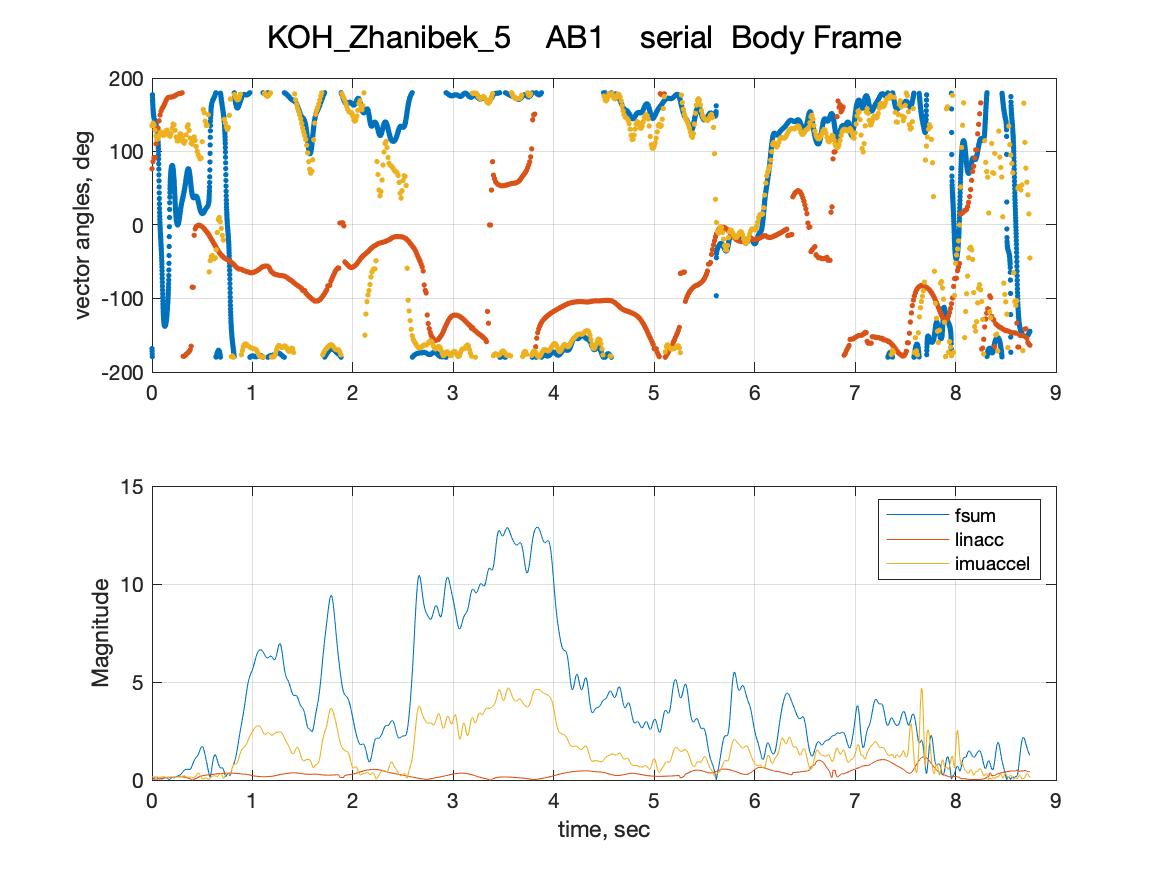 KOH_Zhanibek_5 AB1 serial Body Frame
200
100
0
-100
-200
vector angles, deg
0 1 2 3 4 5 6 7 8 9
15
10
5
0
Magnitude
fsum
linacc
imuaccel
0 1 2 3 4 5 6 7 8 9
time, sec